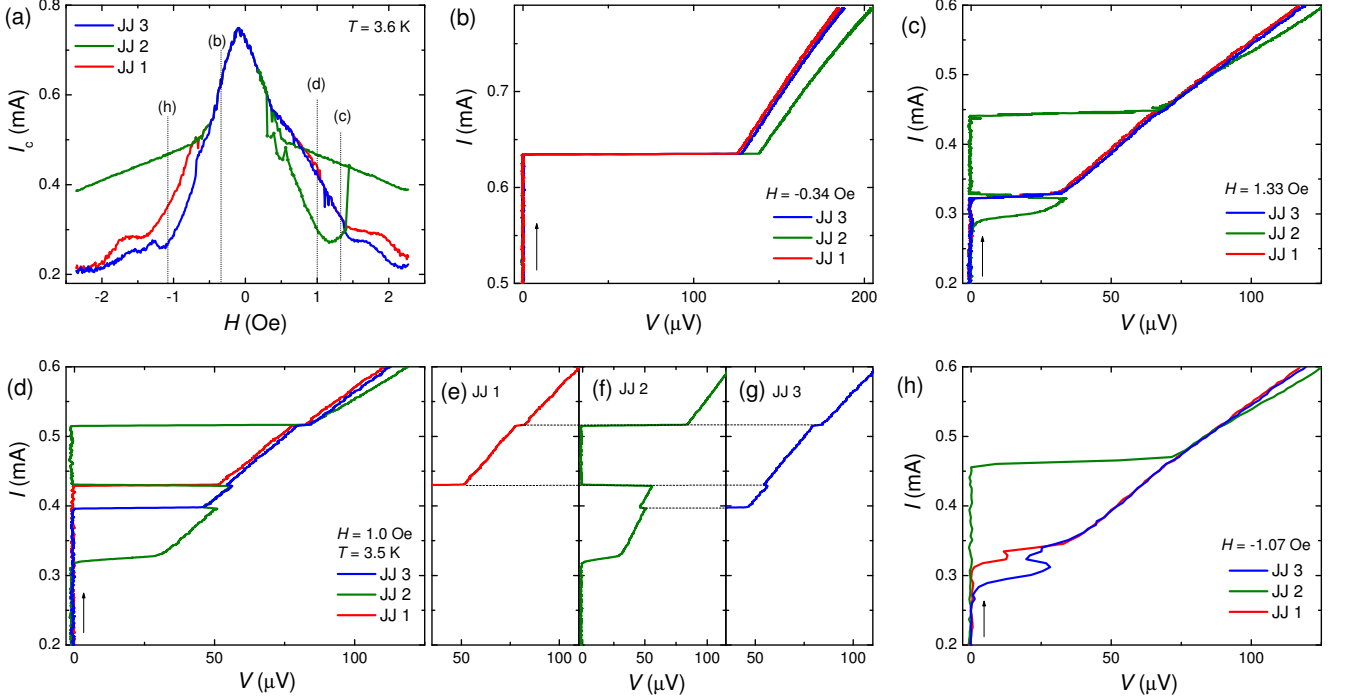 (a)
JJ 3
JJ 2
JJ 1
T = 3.6 K
(b)
(d)
(c)
(h)
0.8
0.6
0.4
0.2
I_c (mA)
-2 -1 0 1 2
H (Oe)
(b)
0.7
0.6
0.5
I (mA)
H = -0.34 Oe
JJ 3
JJ 2
JJ 1
0 50 100 150 200
V (μV)
(c)
0.6
0.5
0.4
0.3
0.2
I (mA)
H = 1.33 Oe
JJ 3
JJ 2
JJ 1
0 50 100
V (μV)
(d)
0.6
0.5
0.4
0.3
0.2
I (mA)
H = 1.0 Oe
T = 3.5 K
JJ 3
JJ 2
JJ 1
0 50 100
V (μV)
(e) JJ 1
50 100
(f) JJ 2
0 50 100
V (μV)
(g) JJ 3
50 100
(h)
0.6
0.5
0.4
0.3
0.2
I (mA)
H = -1.07 Oe
JJ 3
JJ 2
JJ 1
0 50 100
V (μV)